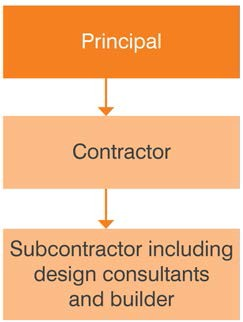 Principal
Contractor
Subcontractor including
design consultants
and builder